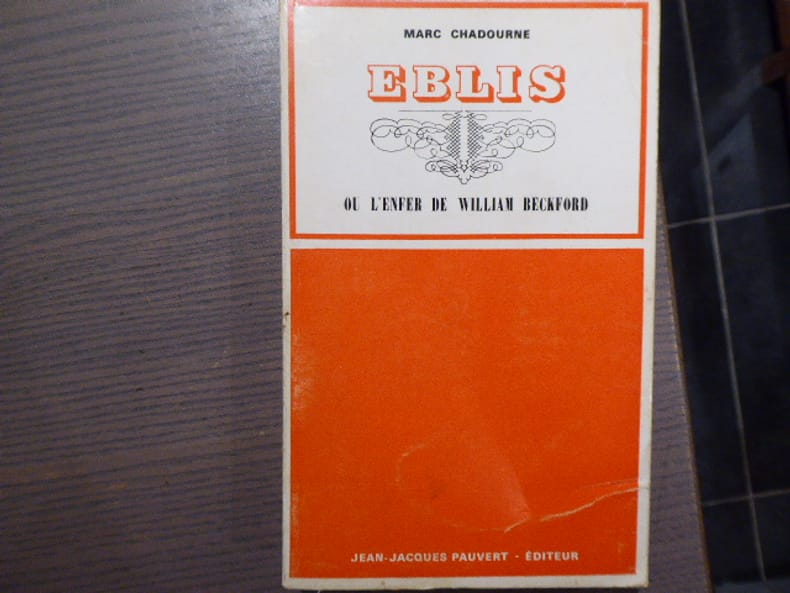 MARC CHADOURNE
EBLIS
OU L'ENFER DE WILLIAM BECKFORD
JEAN-JACQUES PAUVERT - ÉDITEUR